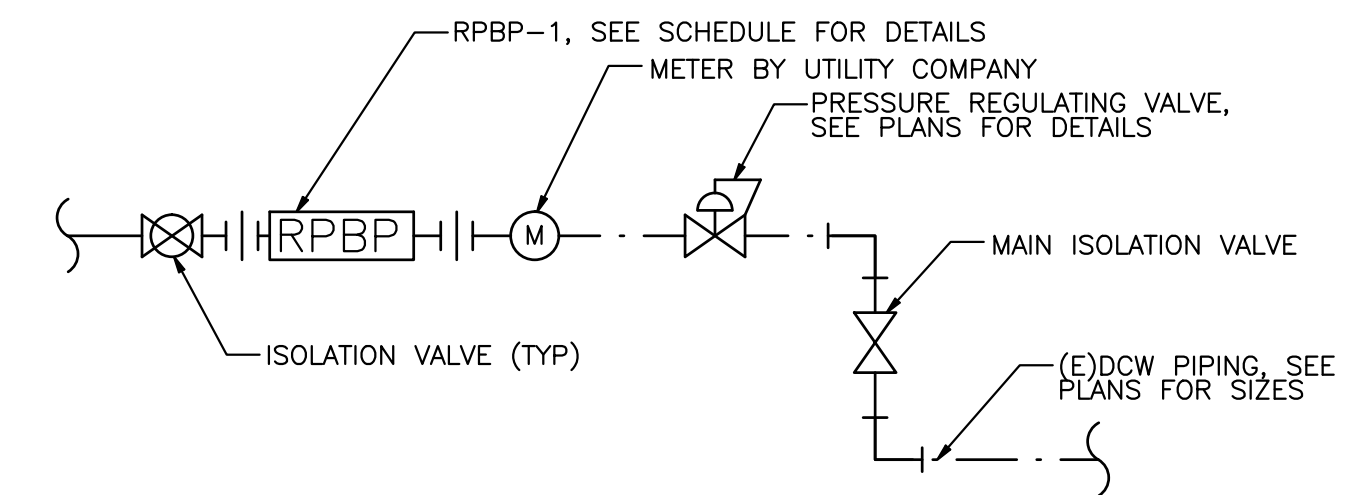 RPBP-1, SEE SCHEDULE FOR DETAILS
METER BY UTILITY COMPANY
PRESSURE REGULATING VALVE,
SEE PLANS FOR DETAILS
RPBP
M
MAIN ISOLATION VALVE
ISOLATION VALVE (TYP)
(E)DCW PIPING, SEE
PLANS FOR SIZES